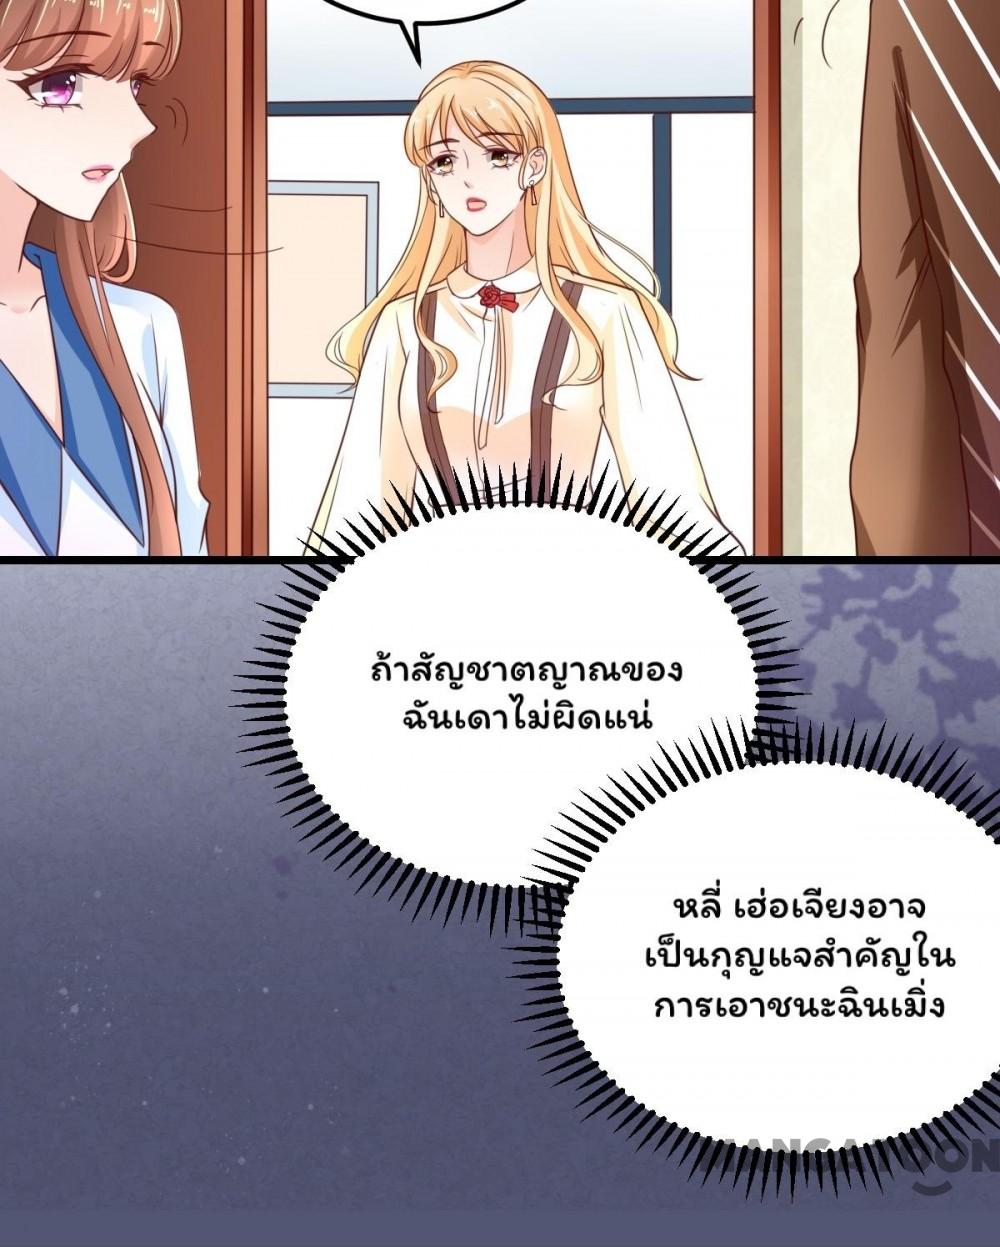 ถ้าสัญชาตญาณของ
ฉันเดาไม่ผิดแน่
หลี่ เฮ่อเจียงอาจ
เป็นกุญแจสำคัญใน
การเอาชนะฉินเมิ่ง
MANGATOON